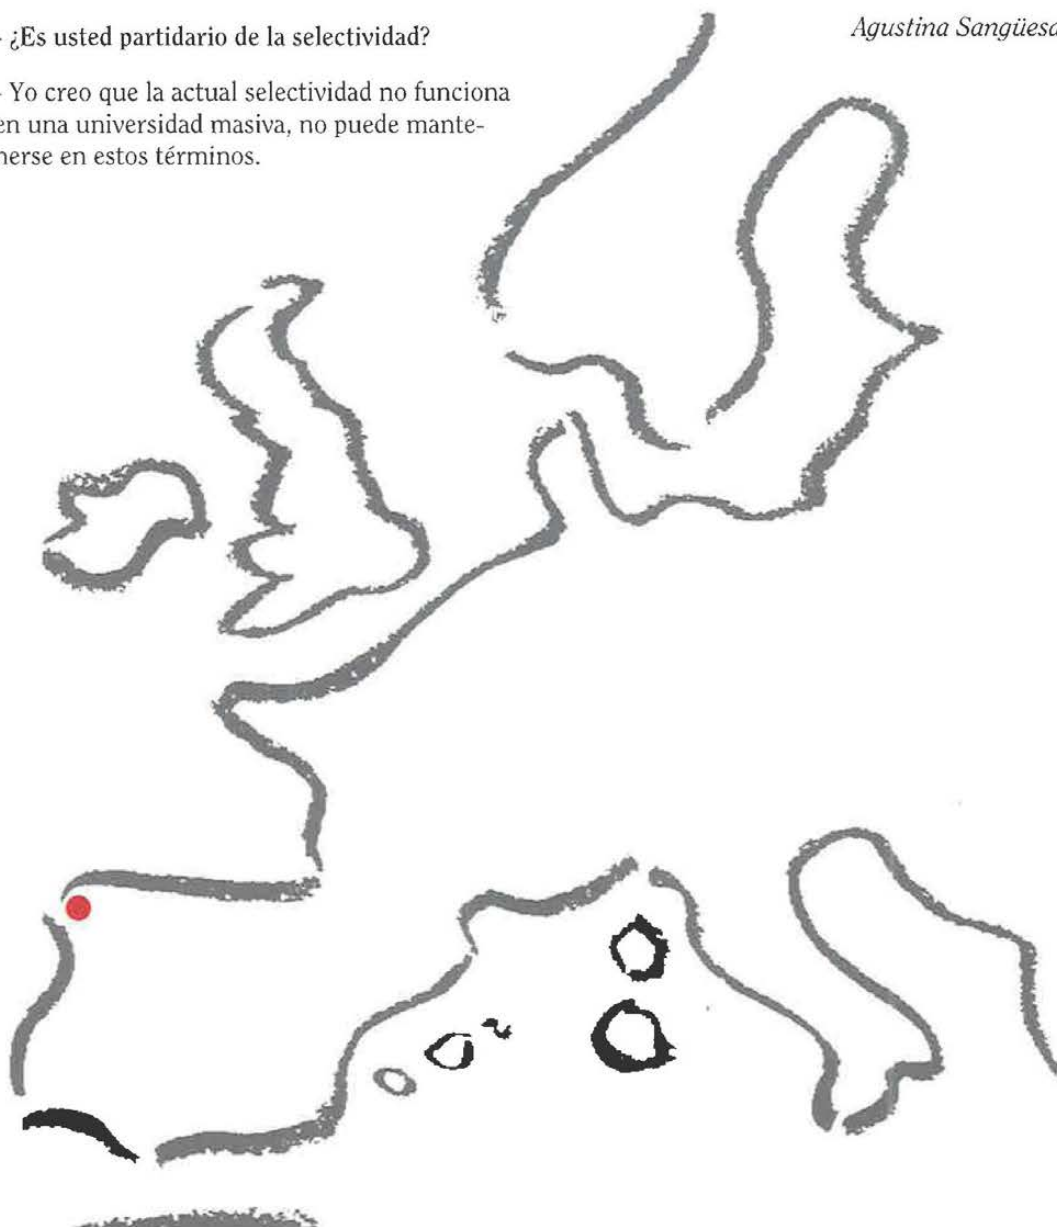 - ¿Es usted partidario de la selectividad?
- Yo creo que la actual selectividad no funciona
en una universidad masiva, no puede mante-
nerse en estos términos.
Agustina Sangüesa